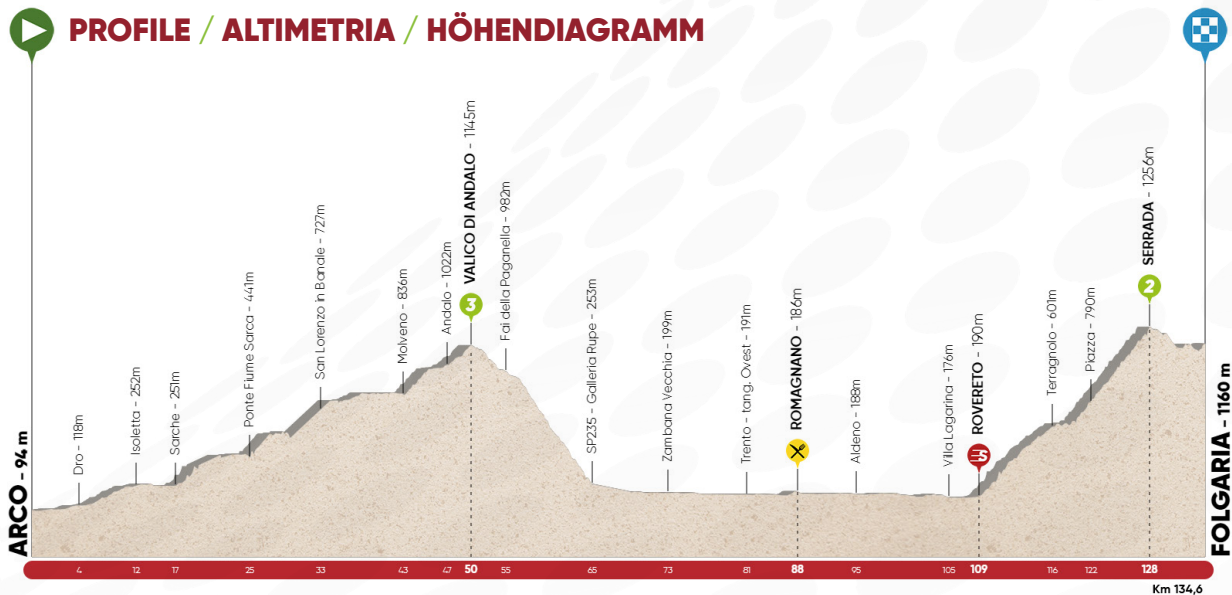 PROFILE / ALTIMETRIA / HÖHENDIAGRAMM
ARCO - 94 m
Dro - 118m
Isoletta - 252m
Sarche - 251m
Ponte Fiume Sarca - 441m
San Lorenzo in Banale - 727m
Molveno - 836m
Andalo - 1022m
VALICO DI ANDALO - 1145m
3
Fai della Paganella - 982m
SP235 - Galleria Rupe - 253m
Zambana Vecchia - 199m
Trento - tang. Ovest - 191m
ROMAGNANO - 186m
Aldeno - 188m
Villa Lagarina - 176m
ROVERETO - 190m
S
Terragnolo - 601m
Piazza - 790m
SERRADA - 1256m
2
FOLGARIA - 1160 m
4 12 17 25 33 43 47 50 55 65 73 81 88 95 105 109 116 122 128
Km 134,6